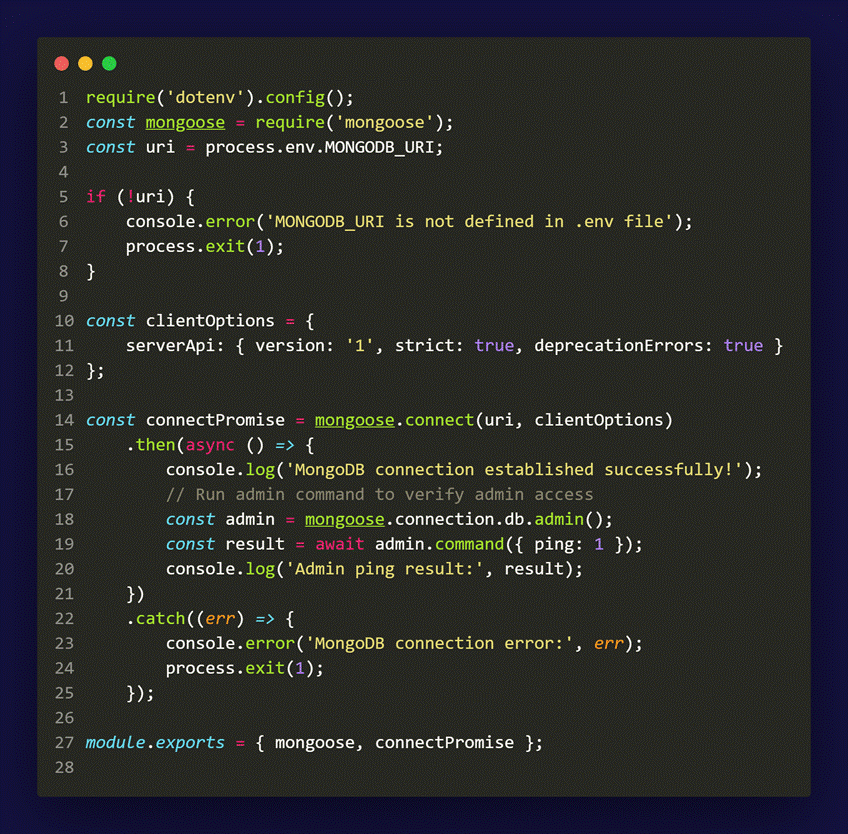 1 require('dotenv').config();
2 const mongoose = require('mongoose');
3 const uri = process.env.MONGODB_URI;
4
5 if (!uri) {
6     console.error('MONGODB_URI is not defined in .env file');
7     process.exit(1);
8 }
9
10 const clientOptions = {
11     serverApi: { version: '1', strict: true, deprecationErrors: true }
12 };
13
14 const connectPromise = mongoose.connect(uri, clientOptions)
15     .then(async () => {
16         console.log('MongoDB connection established successfully!');
17         // Run admin command to verify admin access
18         const admin = mongoose.connection.db.admin();
19         const result = await admin.command({ ping: 1 });
20         console.log('Admin ping result:', result);
21     })
22     .catch((err) => {
23         console.error('MongoDB connection error:', err);
24         process.exit(1);
25     });
26
27 module.exports = { mongoose, connectPromise };
28